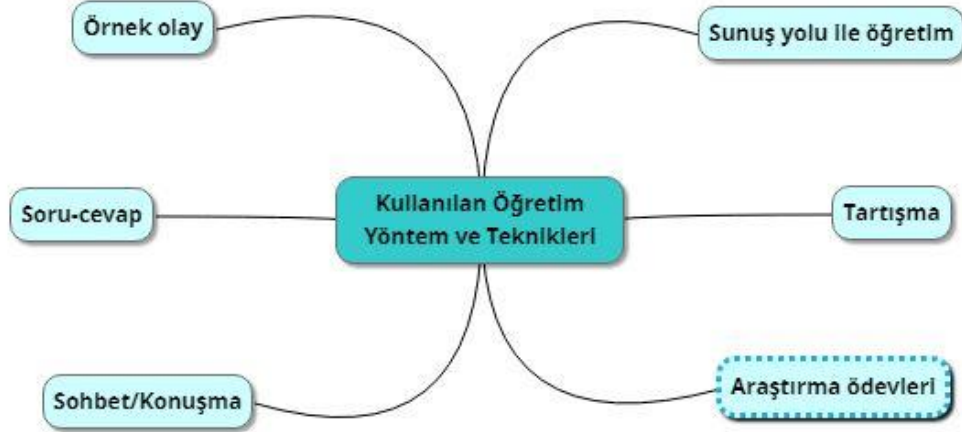 Örnek olay
Sunuş yolu ile öğretim
Soru-cevap
Kullanılan Öğretim
Yöntem ve Teknikleri
Tartışma
Sohbet/Konuşma
Araştırma ödevleri